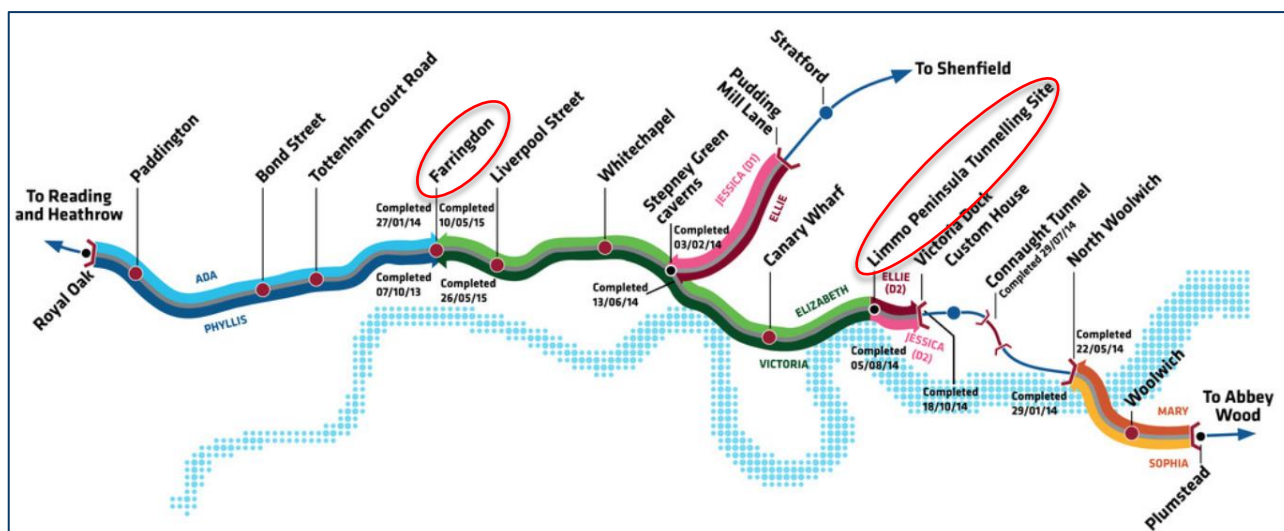 To Reading
and Heathrow
Royal Oak
Paddington
ADA
PHYLLIS
Bond Street
Tottenham Court Road
Farringdon
Completed
27/01/14
Completed
10/05/15
07/10/13
Completed
Completed
26/05/15
Liverpool Street
Whitechapel
Stepney Green
caverns
Completed
03/02/14
Completed
13/06/14
JESSICA (D1)
ELLIE
Pudding
Mill Lane
Stratford
To Shenfield
Canary Wharf
ELIZABETH
VICTORIA
Limmo Peninsula Tunnelling Site
ELLIE
(D2)
JESSICA
(D2)
Completed
05/08/14
Victoria Dock
Custom House
Completed
18/10/14
Connaught Tunnel
Completed 29/07/14
North Woolwich
Completed
22/05/14
Completed
29/01/14
Woolwich
MARY
SOPHIA
Plumstead
To Abbey
Wood